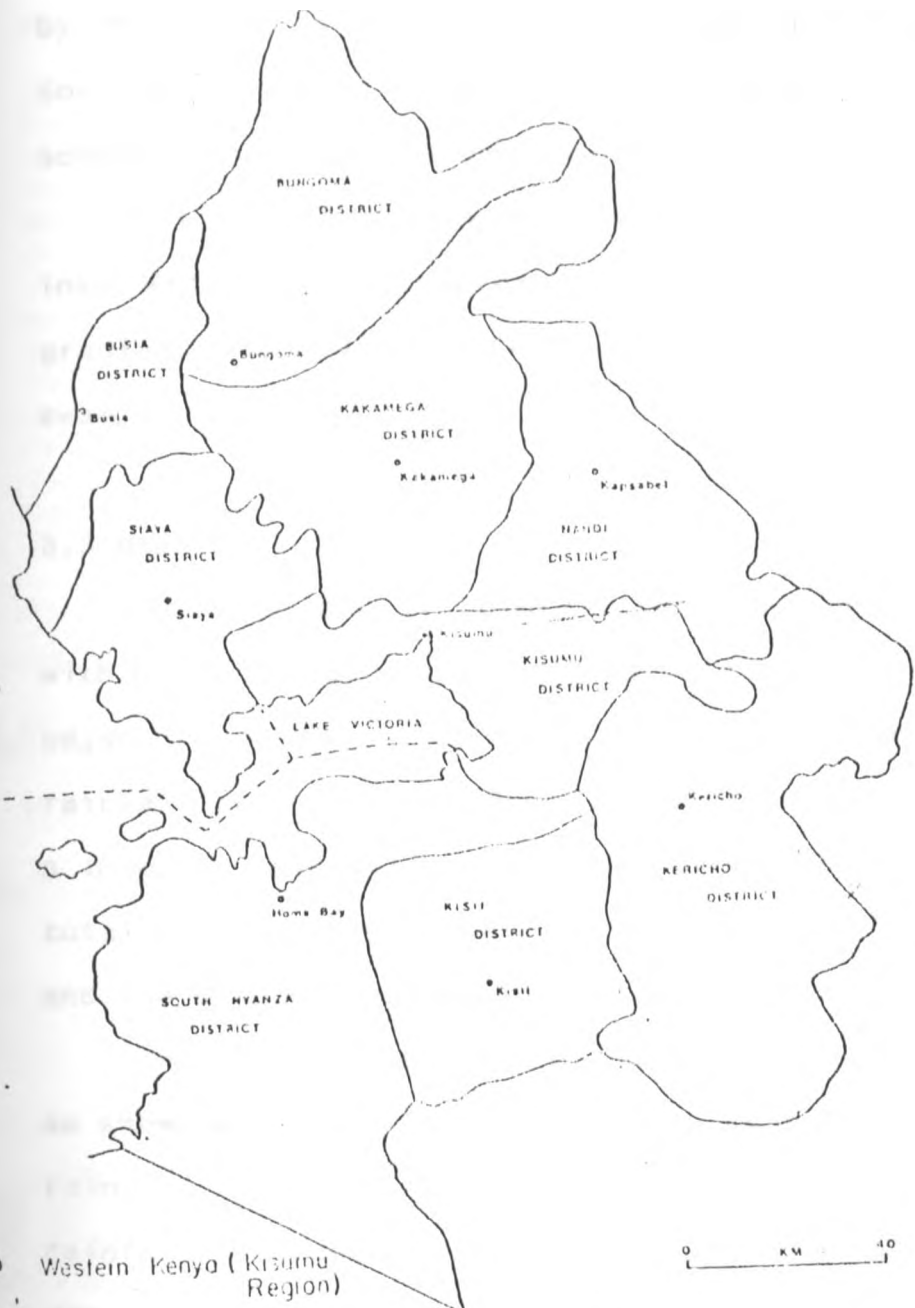 BUNGOMA
DISTRICT
BUSIA
DISTRICT
Bungoma
Busia
KAKAMEGA
DISTRICT
Kakamega
Kapsabet
NANDI
DISTRICT
SIAYA
DISTRICT
Siaya
Kisumu
KISUMU
DISTRICT
LAKE VICTORIA
Kericho
KERICHO
DISTRICT
Homa Bay
KISII
DISTRICT
Kisii
SOUTH NYANZA
DISTRICT
0 KM 40
Western Kenya (Kisumu
Region)